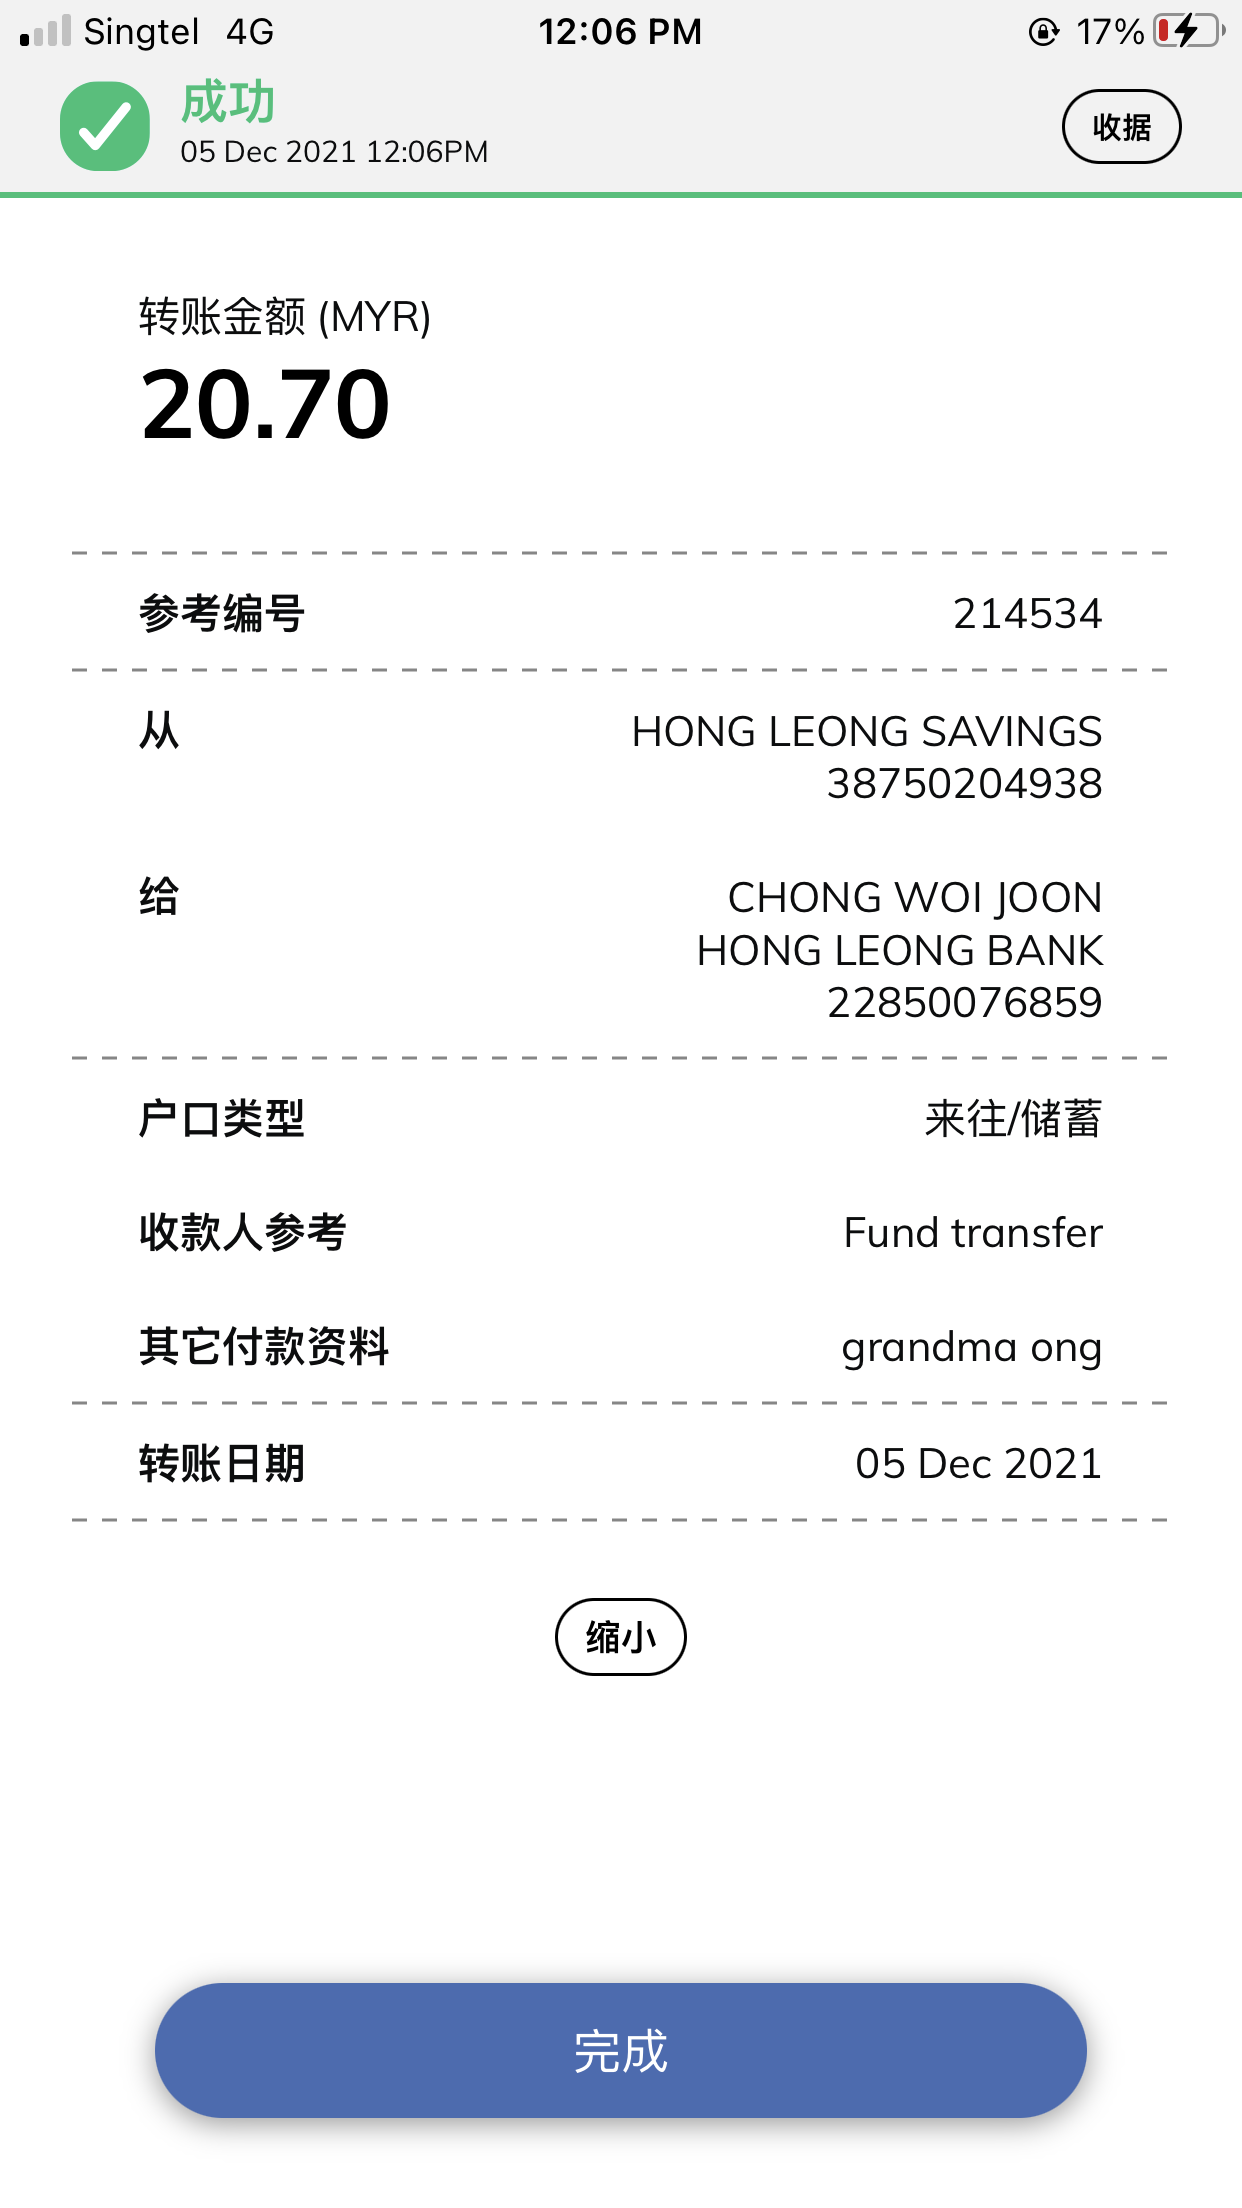 Singtel 4G 12:06 PM 17%
成功
05 Dec 2021 12:06PM
收据
转账金额 (MYR)
20.70
参考编号 214534
从 HONG LEONG SAVINGS
38750204938
给 CHONG WOI JOON
HONG LEONG BANK
22850076859
户口类型 来往/储蓄
收款人参考 Fund transfer
其它付款资料 grandma ong
转账日期 05 Dec 2021
缩小
完成